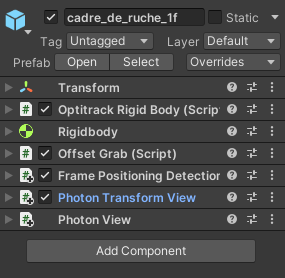 cadre_de_ruche_1f Static
Tag Untagged Layer Default
Prefab Open Select Overrides
Transform
Optitrack Rigid Body (Scrip
Rigidbody
Offset Grab (Script)
Frame Positioning Detection
Photon Transform View
Photon View
Add Component